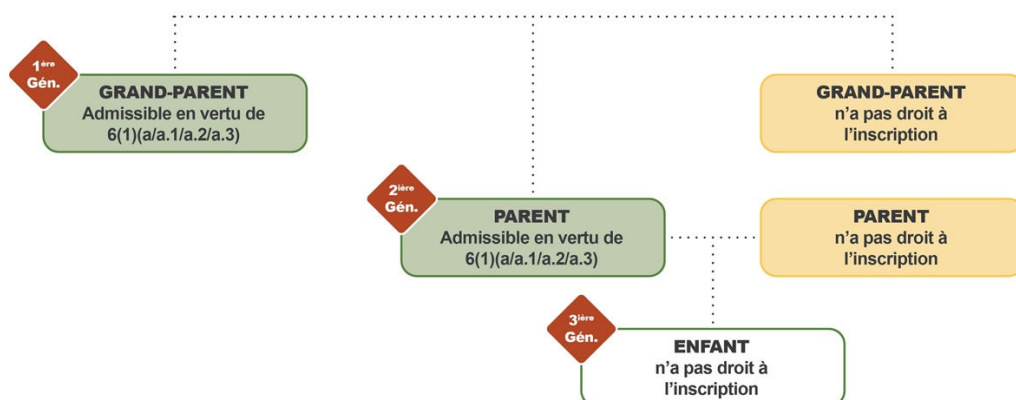 1ère
Gén.
GRAND-PARENT
Admissible en vertu de
6(1)(a/a.1/a.2/a.3)
GRAND-PARENT
n'a pas droit à
l'inscription
2ière
Gén.
PARENT
Admissible en vertu de
6(1)(a/a.1/a.2/a.3)
PARENT
n'a pas droit à
l'inscription
3ière
Gén.
ENFANT
n'a pas droit à
l'inscription